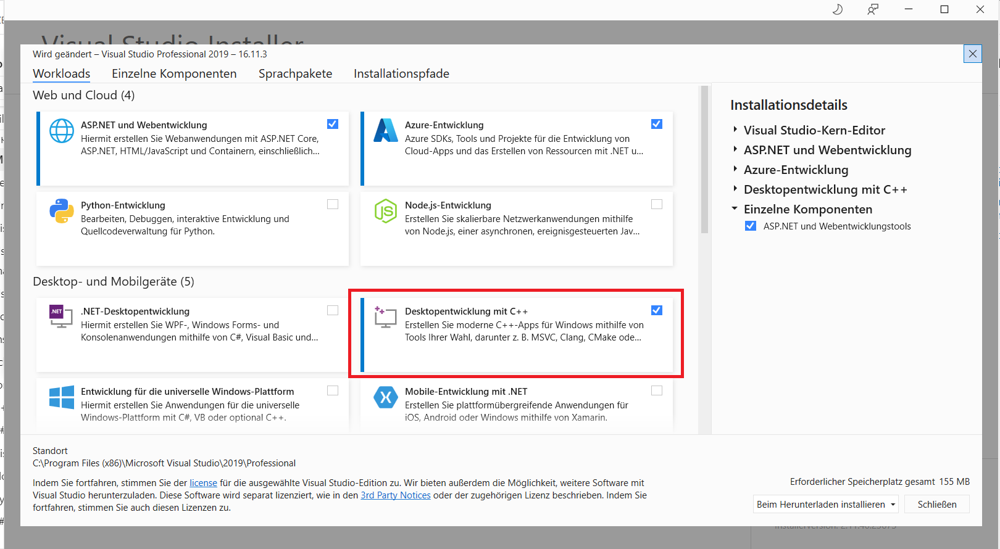 Visual Studio Installer
Wird geändert – Visual Studio Professional 2019 – 16.11.3
Workloads
Einzelne Komponenten
Sprachpakete
Installationspfade
Web und Cloud (4)
ASP.NET und Webentwicklung
Hiermit erstellen Sie Webanwendungen mit ASP.NET Core,
ASP.NET, HTML/JavaScript und Containern, einschließlich...
Azure-Entwicklung
Azure SDKs, Tools und Projekte für die Entwicklung von
Cloud-Apps und das Erstellen von Ressourcen mit .NET u...
Python-Entwicklung
Bearbeiten, Debuggen, interaktive Entwicklung und
Quellcodeverwaltung für Python.
JS
Node.js-Entwicklung
Erstellen Sie skalierbare Netzwerkanwendungen mithilfe
von Node.js, einer asynchronen, ereignisgesteuerten Jav...
Desktop- und Mobilgeräte (5)
.NET
.NET-Desktopentwicklung
Hiermit erstellen Sie WPF-, Windows Forms- und
Konsolenanwendungen mithilfe von C#, Visual Basic und...
Desktopentwicklung mit C++
Erstellen Sie moderne C++-Apps für Windows mithilfe von
Tools Ihrer Wahl, darunter z. B. MSVC, Clang, CMake ode...
Entwicklung für die universelle Windows-Plattform
Hiermit erstellen Sie Anwendungen für die universelle
Windows-Plattform mit C#, VB oder optional C++.
Mobile-Entwicklung mit .NET
Erstellen Sie plattformübergreifende Anwendungen für
iOS, Android oder Windows mithilfe von Xamarin.
Installationsdetails
Visual Studio-Kern-Editor
ASP.NET und Webentwicklung
Azure-Entwicklung
Desktopentwicklung mit C++
Einzelne Komponenten
ASP.NET und Webentwicklungstools
Standort
C:\Program Files (x86)\Microsoft Visual Studio\2019\Professional
Indem Sie fortfahren, stimmen Sie der license für die ausgewählte Visual Studio-Edition zu. Wir bieten außerdem die Möglichkeit, weitere Software mit
Visual Studio herunterzuladen. Diese Software wird separat lizenziert, wie in den 3rd Party Notices oder der zugehörigen Lizenz beschrieben. Indem Sie
fortfahren, stimmen Sie auch diesen Lizenzen zu.
Erforderlicher Speicherplatz gesamt 155 MB
Beim Herunterladen installieren
Schließen